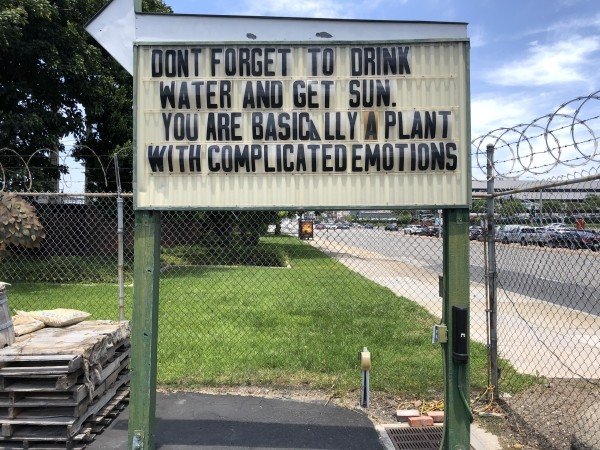 DONT FORGET TO DRINK
WATER AND GET SUN.
YOU ARE BASICALLY A PLANT
WITH COMPLICATED EMOTIONS